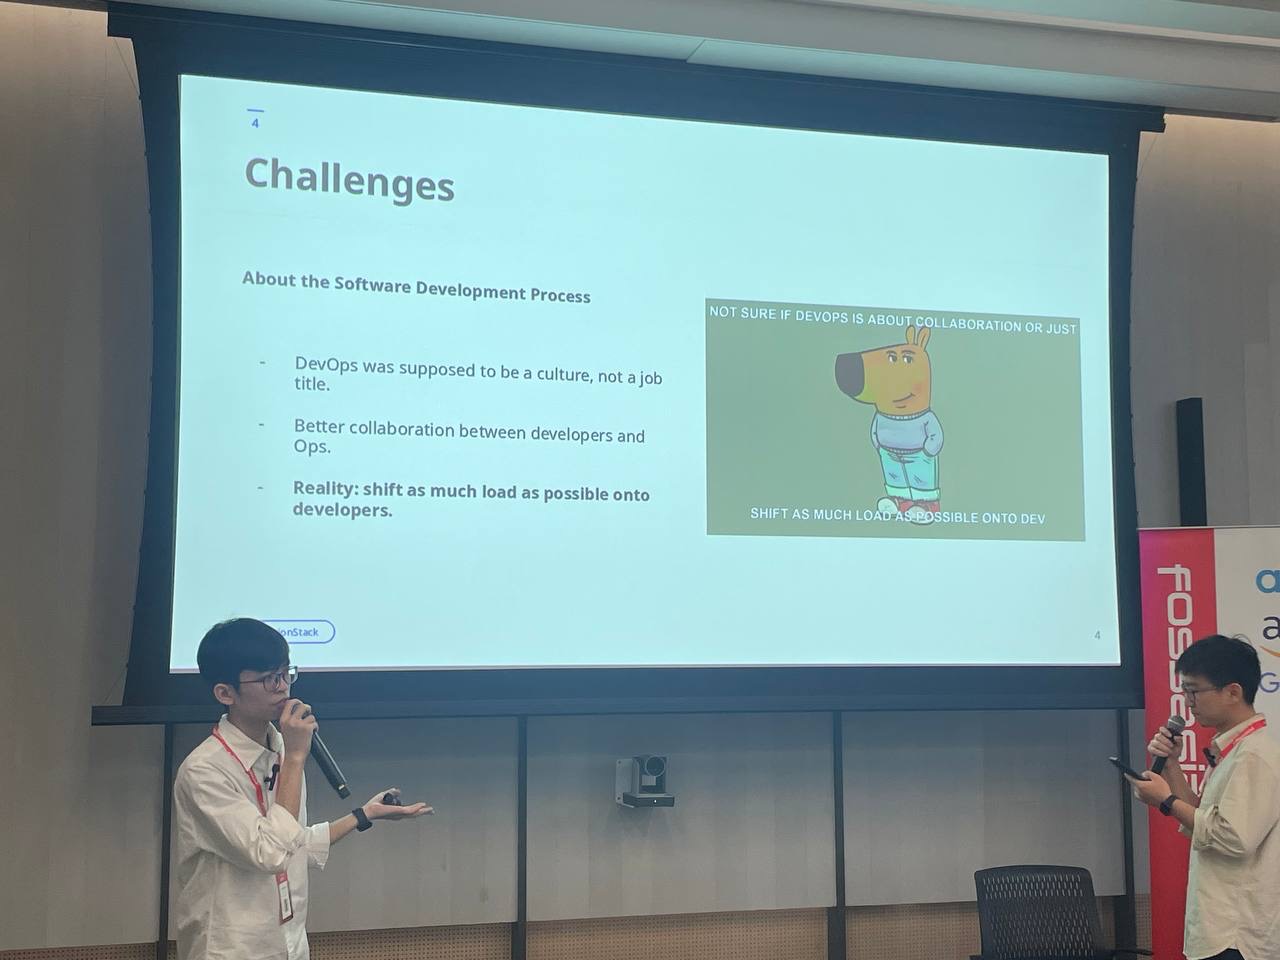 4
Challenges
About the Software Development Process
- DevOps was supposed to be a culture, not a job
title.
- Better collaboration between developers and
Ops.
- Reality: shift as much load as possible onto
developers.
NOT SURE IF DEVOPS IS ABOUT COLLABORATION OR JUST
SHIFT AS MUCH LOAD AS POSSIBLE ONTO DEV
onStack
4
fossasia
a
a
G